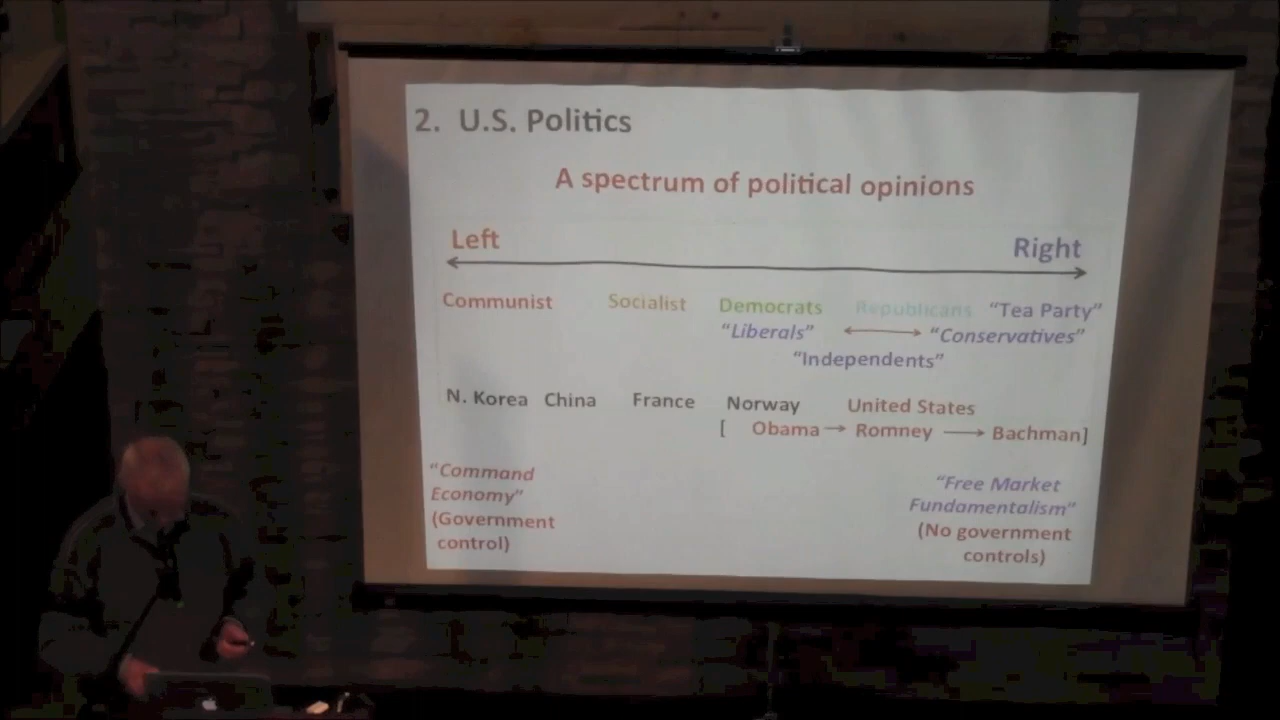 2. U.S. Politics
A spectrum of political opinions
Left
Right
Communist Socialist Democrats Republicans "Tea Party"
"Liberals" "Conservatives"
"Independents"
N. Korea China France Norway United States
[ Obama → Romney → Bachman]
"Command
Economy"
(Government
control)
"Free Market
Fundamentalism"
(No government
controls)